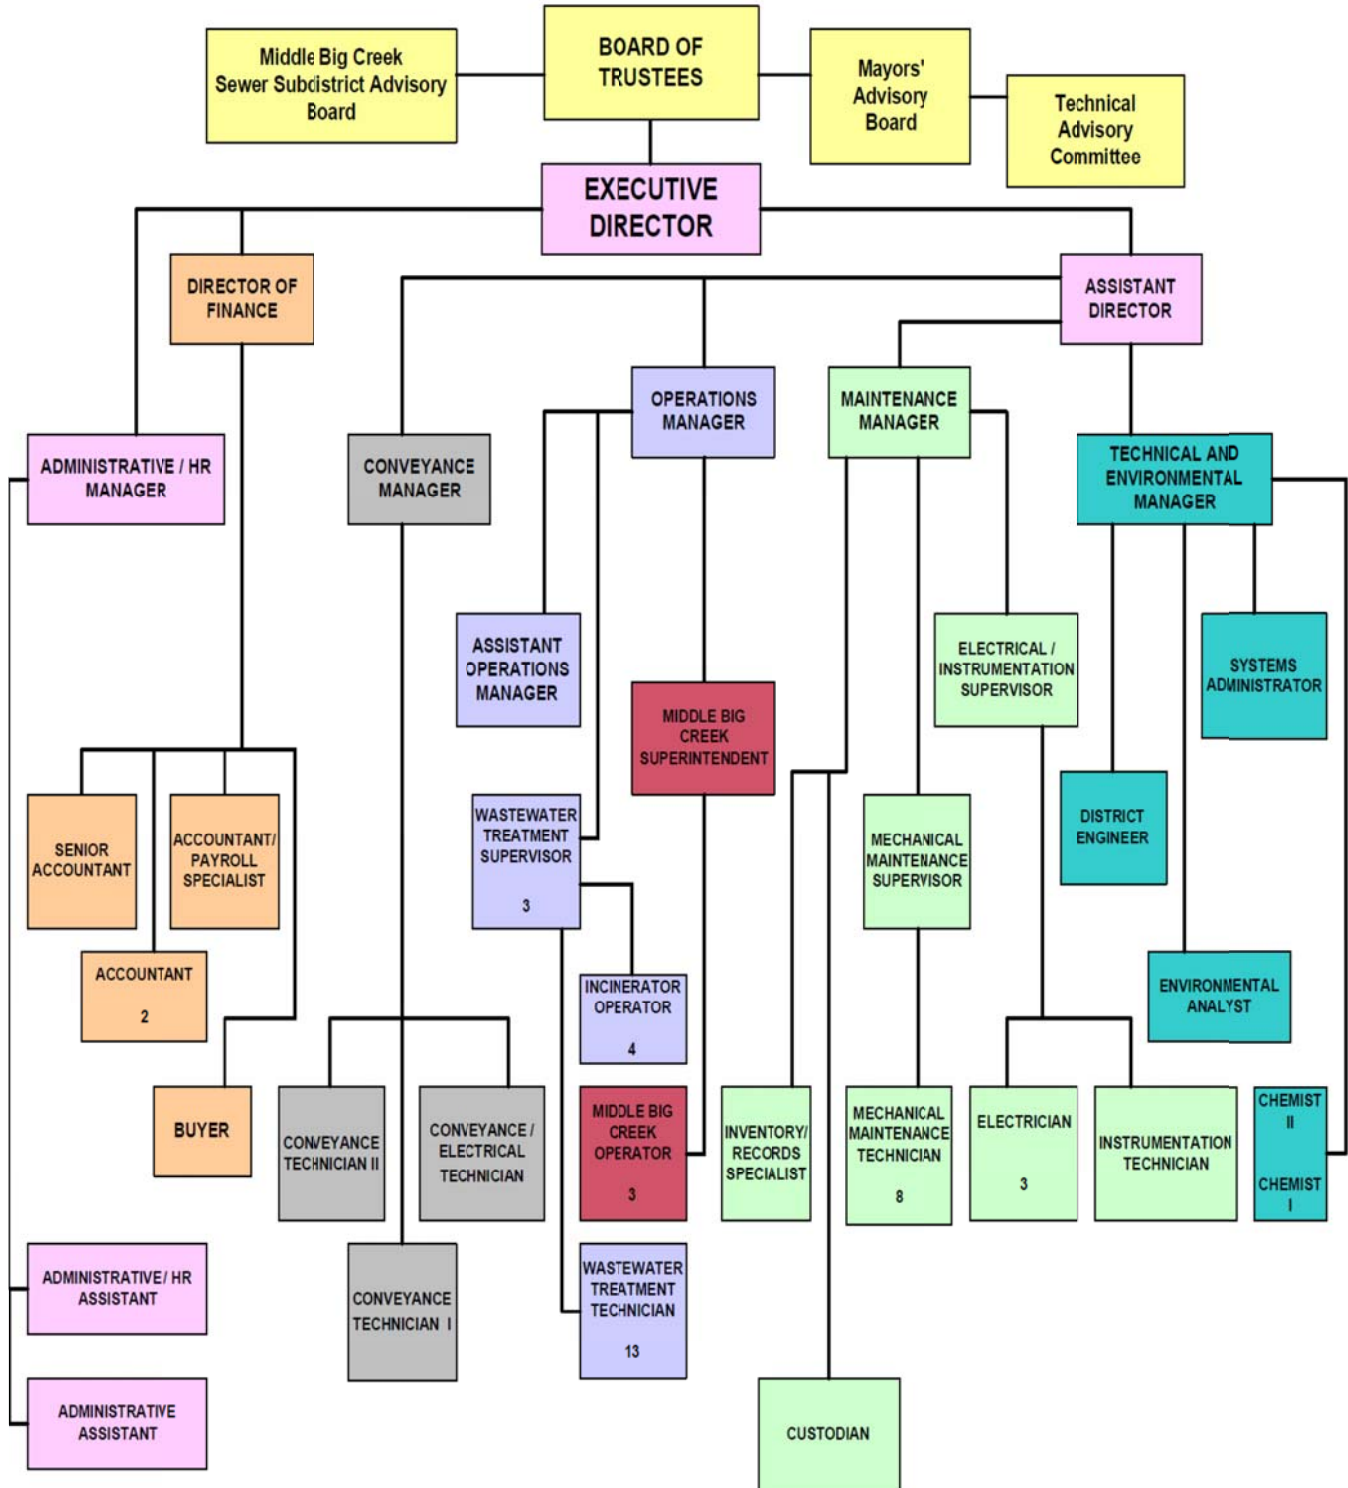 Middle Big Creek
Sewer Subdistrict Advisory
Board
BOARD OF
TRUSTEES
Mayors'
Advisory
Board
Technical
Advisory
Committee
EXECUTIVE
DIRECTOR
DIRECTOR OF
FINANCE
ASSISTANT
DIRECTOR
OPERATIONS
MANAGER
MAINTENANCE
MANAGER
ADMINISTRATIVE / HR
MANAGER
CONVEYANCE
MANAGER
TECHNICAL AND
ENVIRONMENTAL
MANAGER
ASSISTANT
OPERATIONS
MANAGER
ELECTRICAL /
INSTRUMENTATION
SUPERVISOR
SYSTEMS
ADMINISTRATOR
MIDDLE BIG
CREEK
SUPERINTENDENT
SENIOR
ACCOUNTANT
ACCOUNTANT/
PAYROLL
SPECIALIST
WASTEWATER
TREATMENT
SUPERVISOR
3
MECHANICAL
MAINTENANCE
SUPERVISOR
DISTRICT
ENGINEER
ACCOUNTANT
2
INCINERATOR
OPERATOR
4
ENVIRONMENTAL
ANALYST
BUYER
CONVEYANCE
TECHNICIAN II
CONVEYANCE /
ELECTRICAL
TECHNICIAN
MIDDLE BIG
CREEK
OPERATOR
3
INVENTORY/
RECORDS
SPECIALIST
MECHANICAL
MAINTENANCE
TECHNICIAN
8
ELECTRICIAN
3
INSTRUMENTATION
TECHNICIAN
CHEMIST
II
CHEMIST
I
ADMINISTRATIVE/ HR
ASSISTANT
CONVEYANCE
TECHNICIAN I
WASTEWATER
TREATMENT
TECHNICIAN
13
ADMINISTRATIVE
ASSISTANT
CUSTODIAN